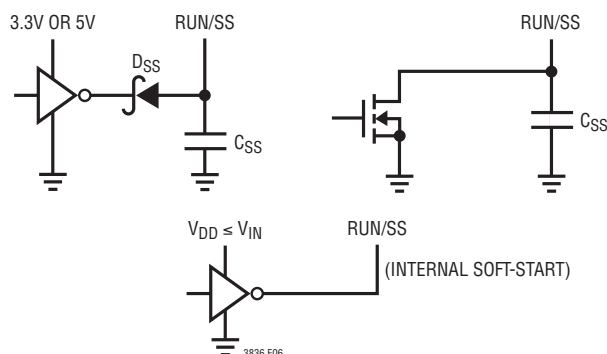 3.3V OR 5V
RUN/SS
DSS
CSS
RUN/SS
CSS
VDD ≤ VIN
RUN/SS
(INTERNAL SOFT-START)
3836 F06